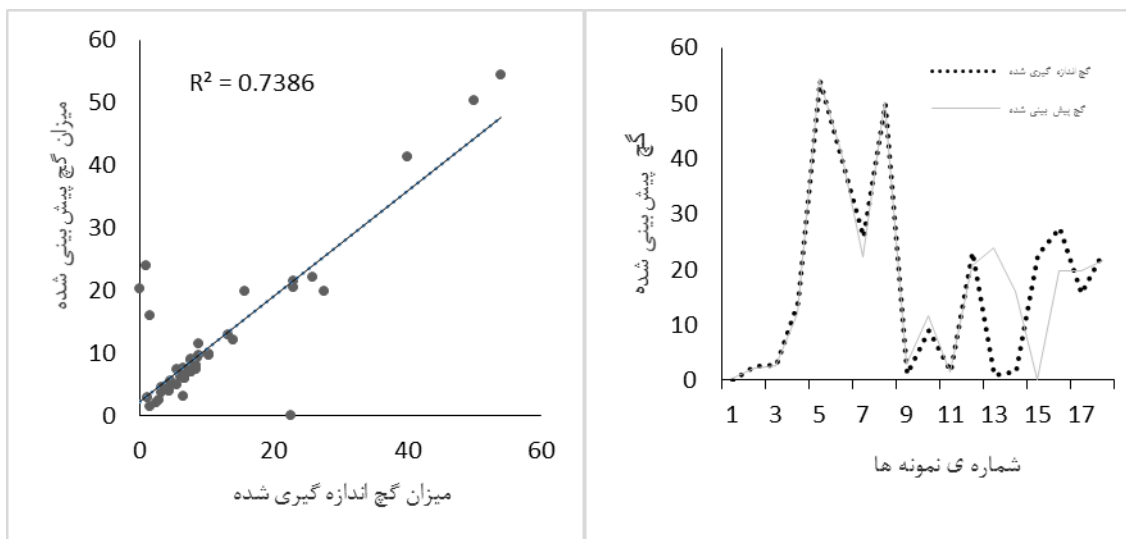 60
50
40
30
20
10
0
R² = 0.7386
میزان گچ پیش بینی شده
0 20 40 60
میزان گچ اندازه گیری شده
60
50
40
30
20
10
0
گچ پیش بینی شده
گچ اندازه گیری شده
گچ پیش بینی شده
1 3 5 7 9 11 13 15 17
شماره ی نمونه ها